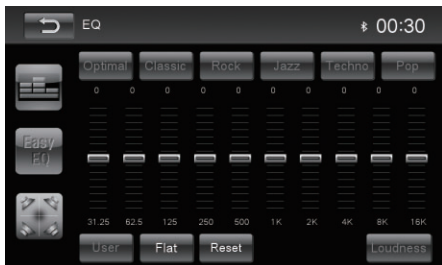 EQ 00:30
Optimal Classic Rock Jazz Techno Pop
0 0 0 0 0 0 0 0 0 0
Easy
EQ
31.25 62.5 125 250 500 1K 2K 4K 8K 16K
User Flat Reset Loudness